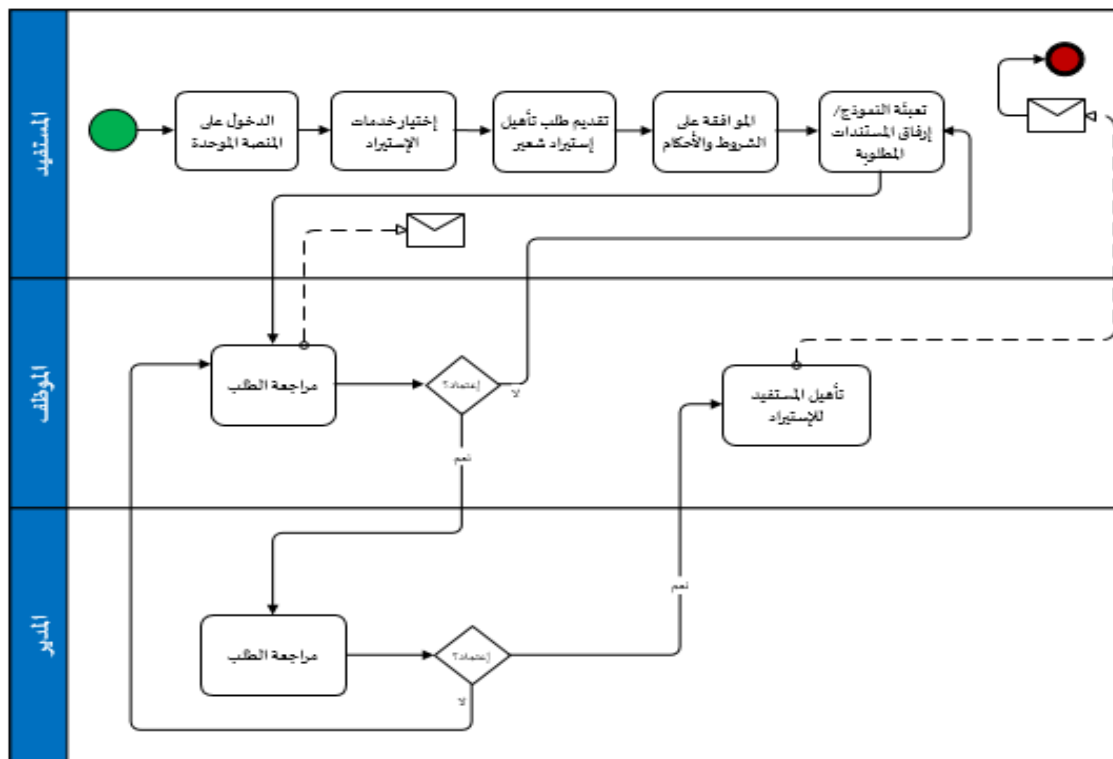 المستفيد
الدخول على
المنصة الموحدة
إختيار خدمات
الإستيراد
تقديم طلب تأهيل
إستيراد شعير
الموافقة على
الشروط والأحكام
تعبئة النموذج/
إرفاق المستندات
المطلوبة
الموظف
مراجعة الطلب
إعتماد؟
لا
نعم
تأهيل المستفيد
للإستيراد
المدير
مراجعة الطلب
إعتماد؟
لا
نعم